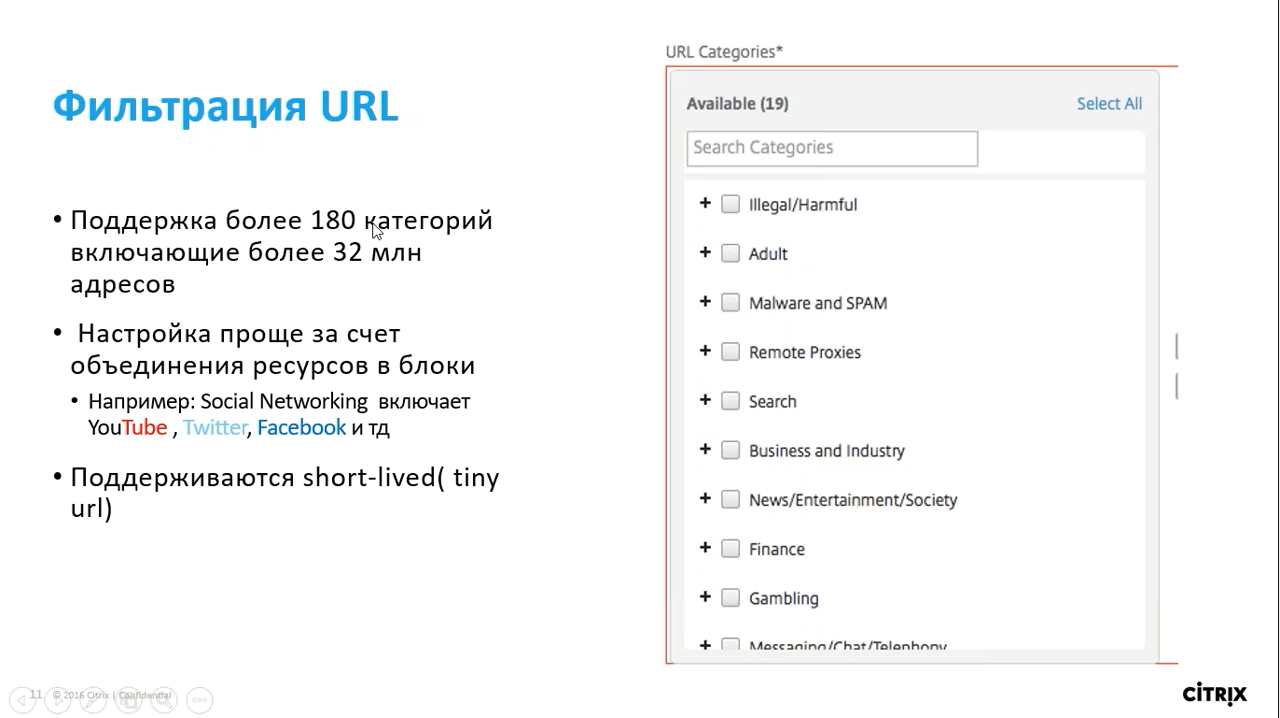 Фильтрация URL
• Поддержка более 180 категорий
включающие более 32 млн
адресов
• Настройка проще за счет
объединения ресурсов в блоки
• Например: Social Networking включает
YouTube , Twitter, Facebook и тд
• Поддерживаются short-lived( tiny
url)
URL Categories*
Available (19)
Select All
Search Categories
+ Illegal/Harmful
+ Adult
+ Malware and SPAM
+ Remote Proxies
+ Search
+ Business and Industry
+ News/Entertainment/Society
+ Finance
+ Gambling
+ Messaging/Chat/Telephony
11 © 2016 Citrix | Confidential
CITRIX